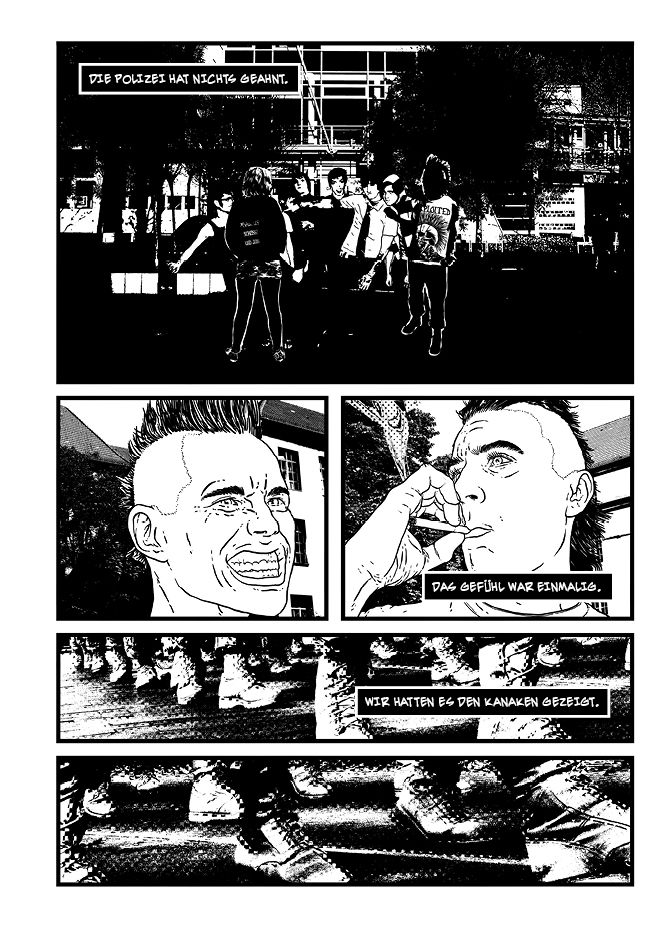 DIE POLIZEI HAT NICHTS GEAHNT.
DAS GEFÜHL WAR EINMALIG.
WIR HATTEN ES DEN KANAKEN GEZEIGT.